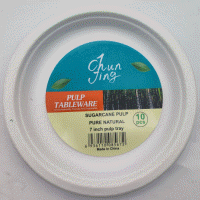 Chun
Jing
PULP
TABLEWARE
10
pcs
SUGARCANE PULP
PURE NATURAL
7 inch pulp tray
Made in China